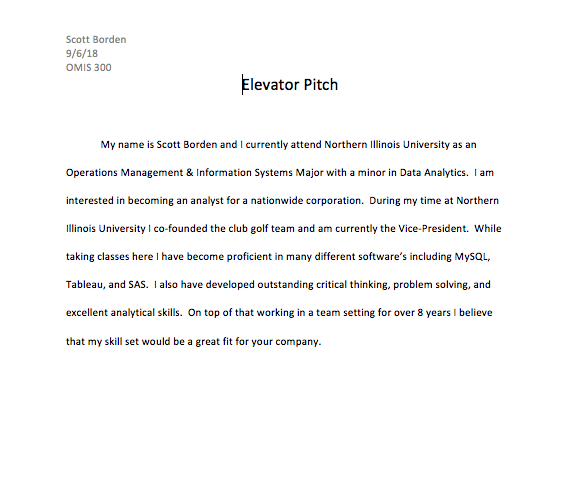 Scott Borden
9/6/18
OMIS 300
Elevator Pitch
My name is Scott Borden and I currently attend Northern Illinois University as an
Operations Management & Information Systems Major with a minor in Data Analytics.  I am
interested in becoming an analyst for a nationwide corporation.  During my time at Northern
Illinois University I co-founded the club golf team and am currently the Vice-President.  While
taking classes here I have become proficient in many different software’s including MySQL,
Tableau, and SAS.  I also have developed outstanding critical thinking, problem solving, and
excellent analytical skills.  On top of that working in a team setting for over 8 years I believe
that my skill set would be a great fit for your company.